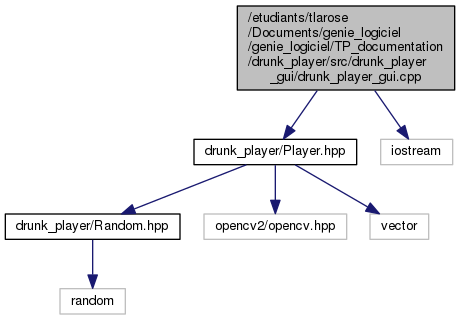 /etudiants/tlarose
/Documents/genie_logiciel
/genie_logiciel/TP_documentation
/drunk_player/src/drunk_player
_gui/drunk_player_gui.cpp
drunk_player/Player.hpp
iostream
drunk_player/Random.hpp
opencv2/opencv.hpp
vector
random